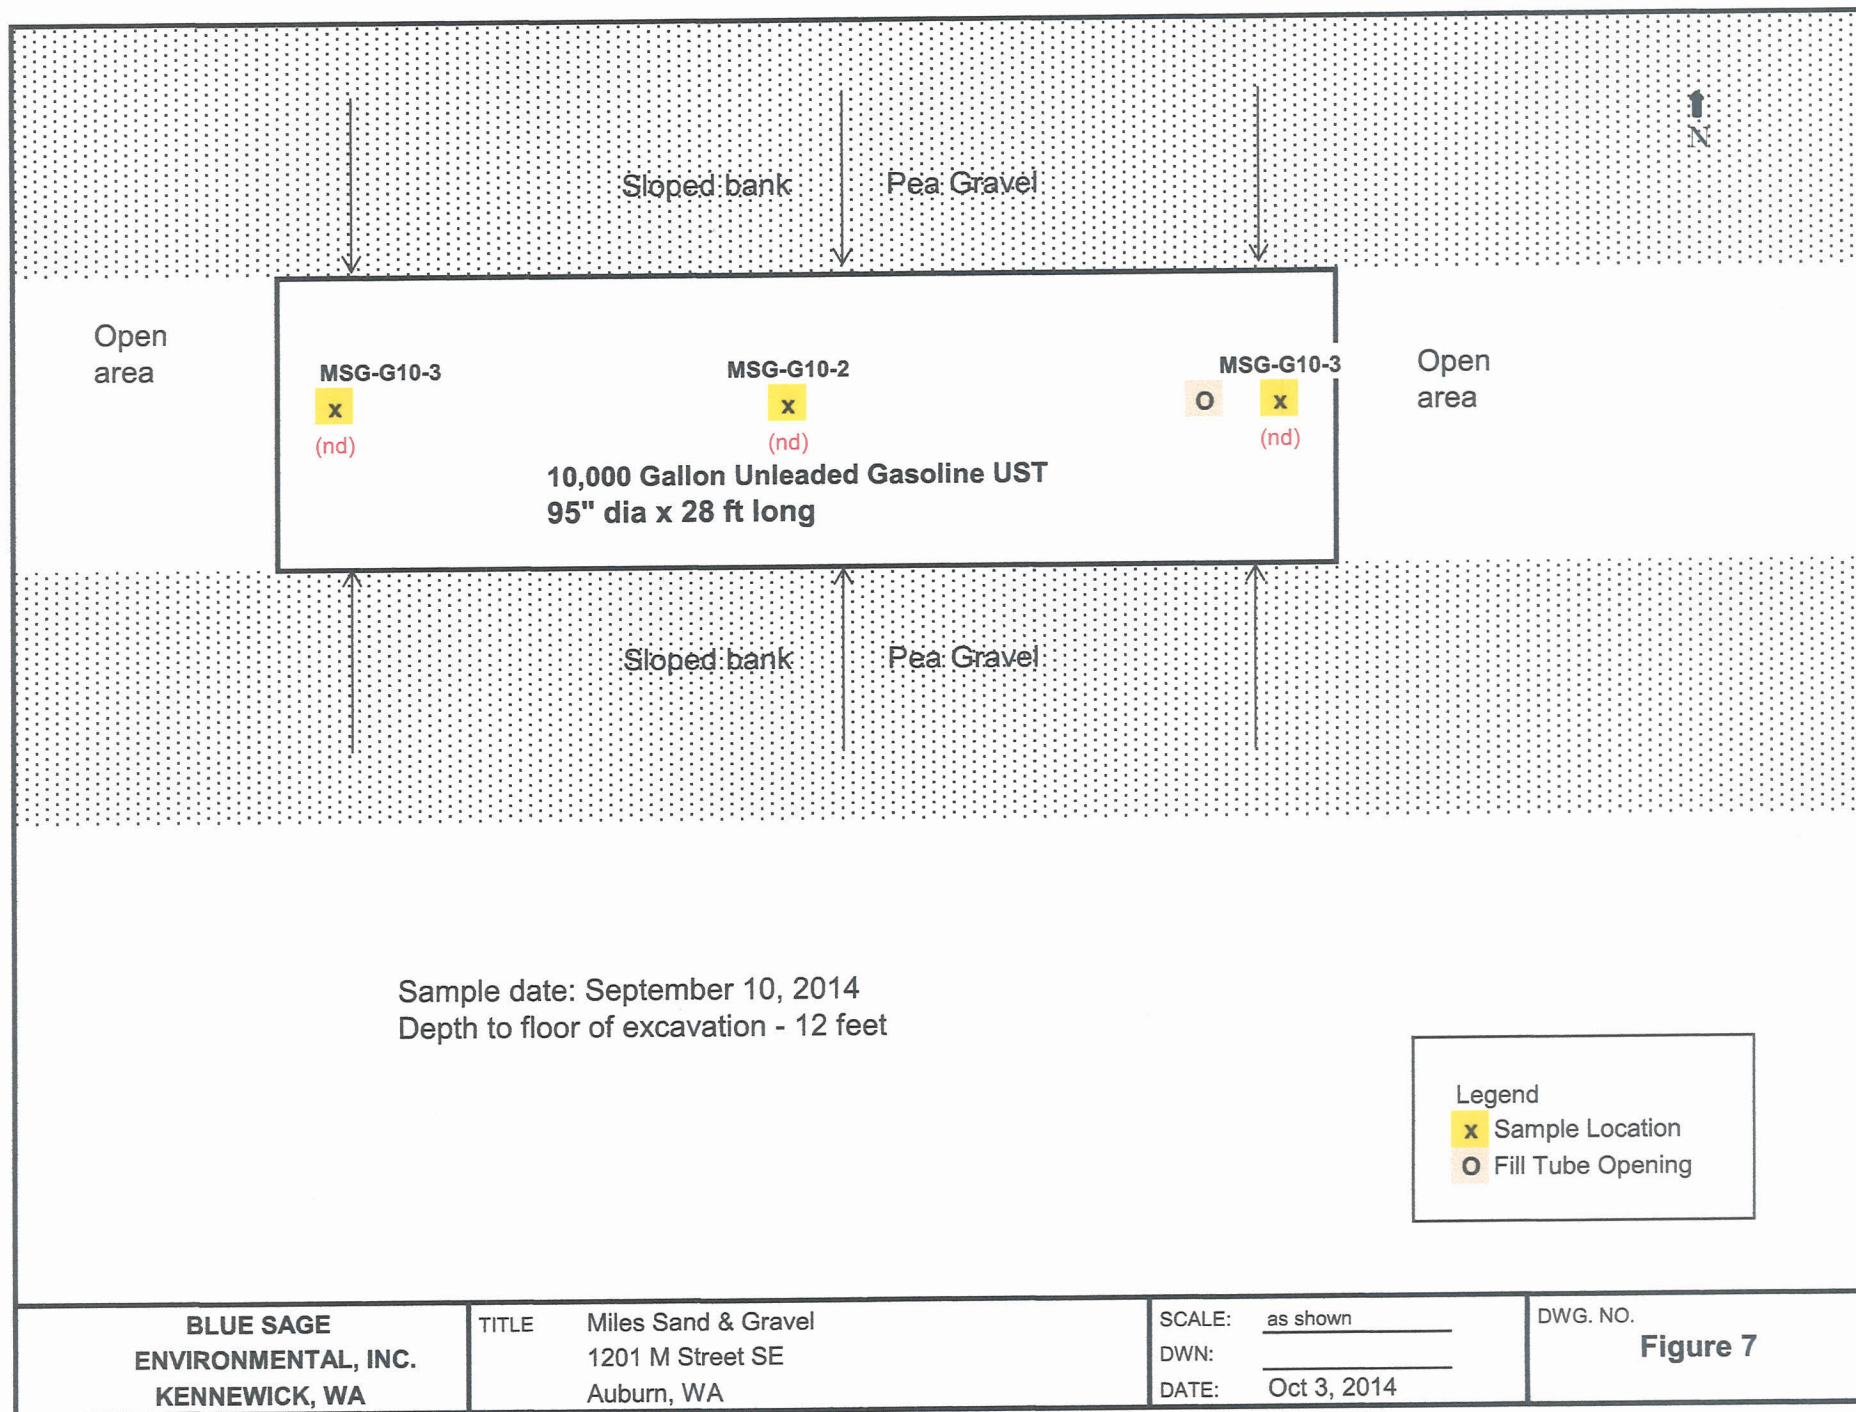 N
Sloped bank
Pea Gravel
Open
area
MSG-G10-3
x
(nd)
MSG-G10-2
x
(nd)
O
MSG-G10-3
x
(nd)
Open
area
10,000 Gallon Unleaded Gasoline UST
95" dia x 28 ft long
Sloped bank
Pea Gravel
Sample date: September 10, 2014
Depth to floor of excavation - 12 feet
Legend
x Sample Location
O Fill Tube Opening
BLUE SAGE
ENVIRONMENTAL, INC.
KENNEWICK, WA
TITLE Miles Sand & Gravel
1201 M Street SE
Auburn, WA
SCALE: as shown
DWN:
DATE: Oct 3, 2014
DWG. NO.
Figure 7